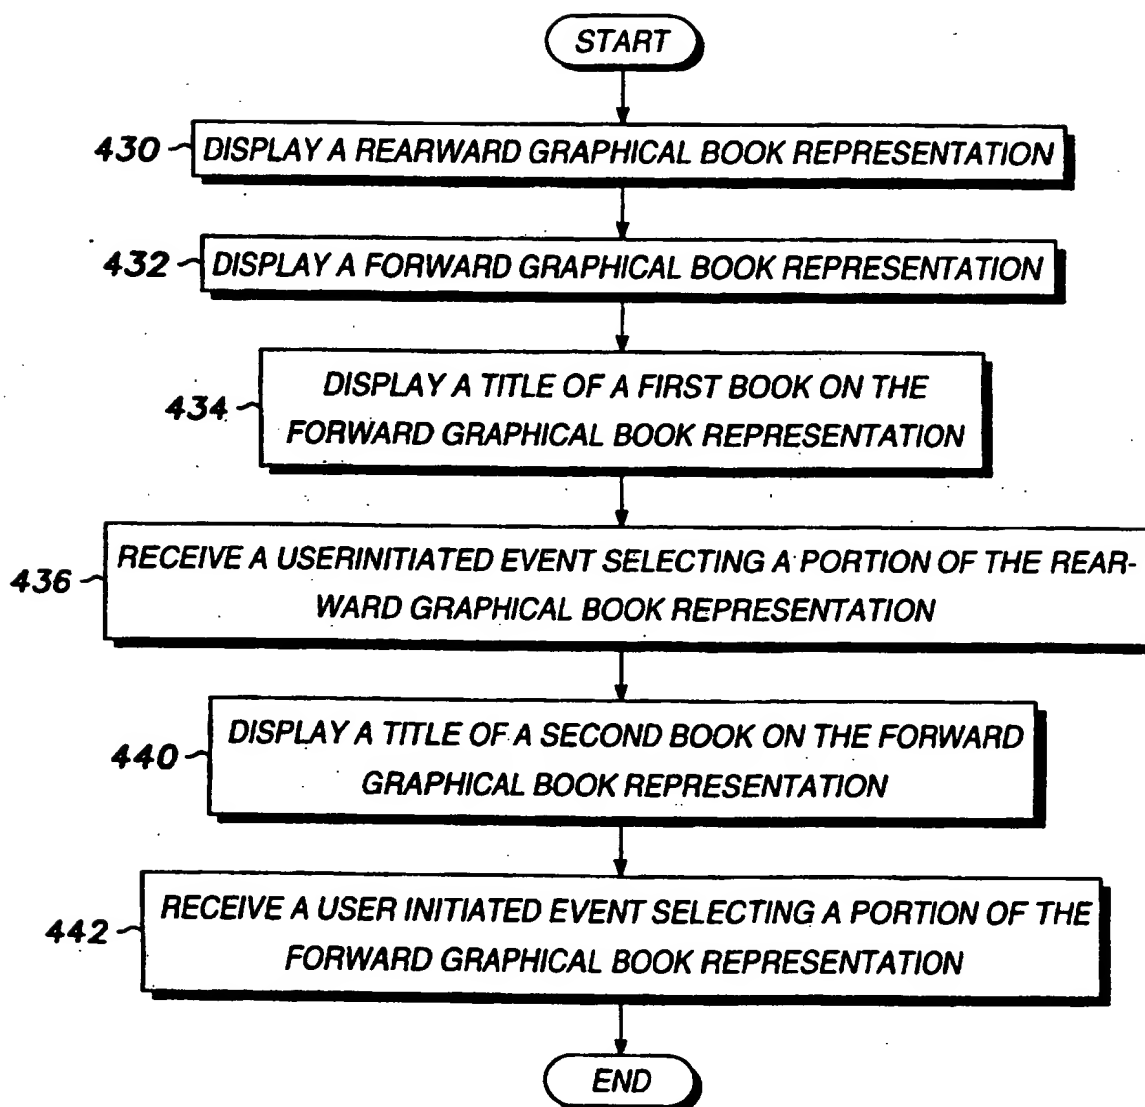 START
430 DISPLAY A REARWARD GRAPHICAL BOOK REPRESENTATION
432 DISPLAY A FORWARD GRAPHICAL BOOK REPRESENTATION
434 DISPLAY A TITLE OF A FIRST BOOK ON THE
FORWARD GRAPHICAL BOOK REPRESENTATION
436 RECEIVE A USERINITIATED EVENT SELECTING A PORTION OF THE REAR-
WARD GRAPHICAL BOOK REPRESENTATION
440 DISPLAY A TITLE OF A SECOND BOOK ON THE FORWARD
GRAPHICAL BOOK REPRESENTATION
442 RECEIVE A USER INITIATED EVENT SELECTING A PORTION OF THE
FORWARD GRAPHICAL BOOK REPRESENTATION
END